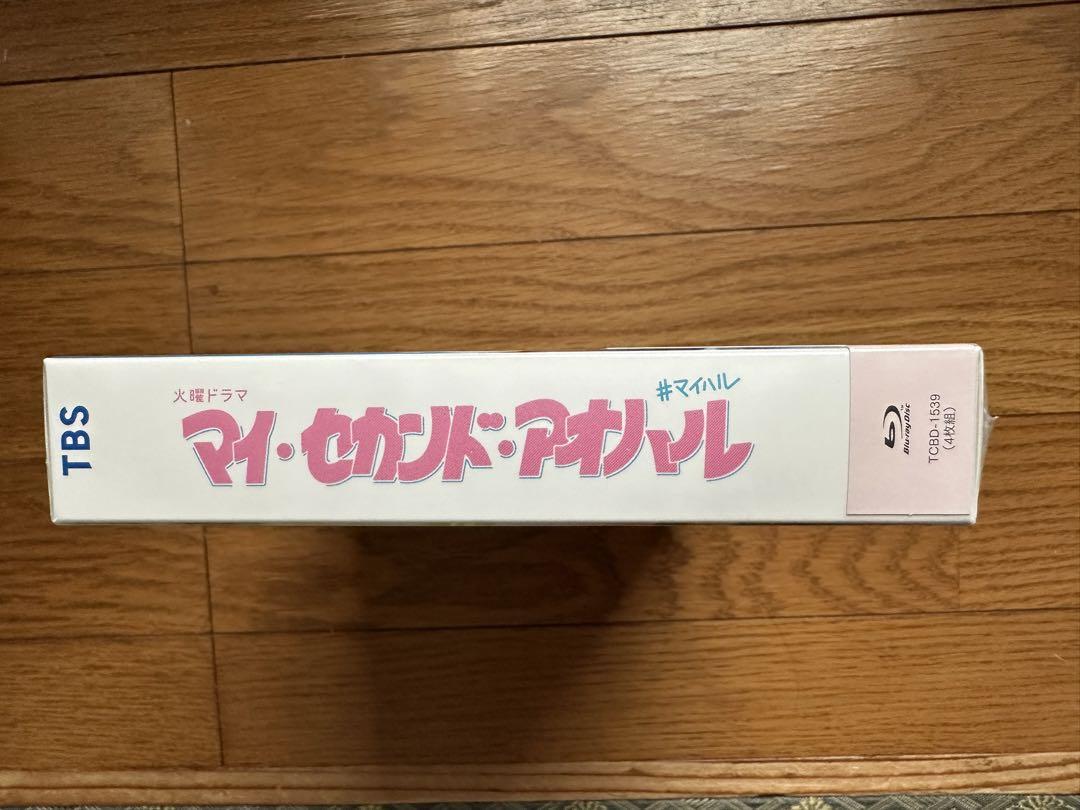 TBS
火曜ドラマ
マイ・セカンド・アオハル
#マイハル
Blu-ray Disc™
TCBD-1539
(4枚組)